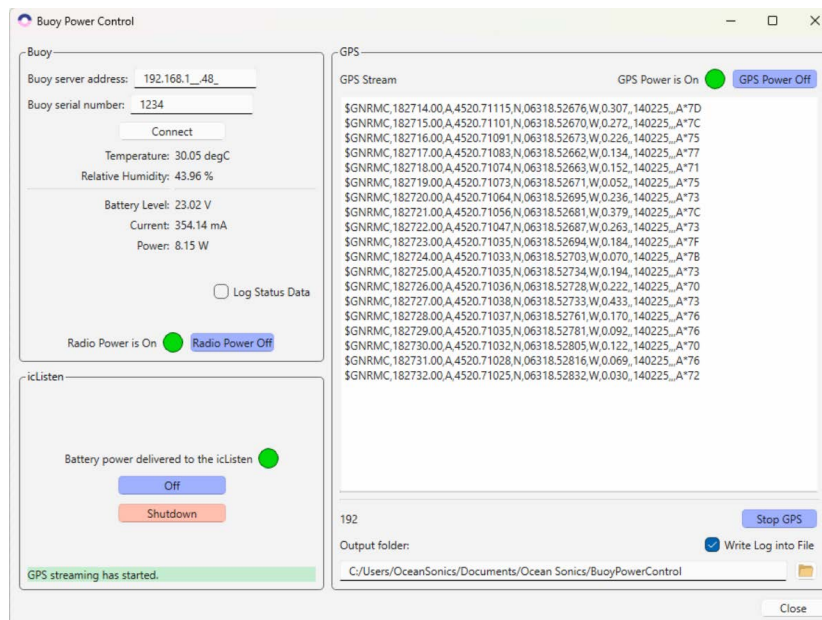 Buoy Power Control
Buoy
Buoy server address: 192.168.1__.48_
Buoy serial number: 1234
Connect
Temperature: 30.05 degC
Relative Humidity: 43.96 %
Battery Level: 23.02 V
Current: 354.14 mA
Power: 8.15 W
Log Status Data
Radio Power is On Radio Power Off
icListen
Battery power delivered to the icListen
Off
Shutdown
GPS streaming has started.
GPS
GPS Stream GPS Power is On GPS Power Off
$GNRMC,182714.00,A,4520.71115,N,06318.52676,W,0.307,,140225,,,A*7D
$GNRMC,182715.00,A,4520.71101,N,06318.52670,W,0.272,,140225,,,A*7C
$GNRMC,182716.00,A,4520.71091,N,06318.52673,W,0.226,,140225,,,A*75
$GNRMC,182717.00,A,4520.71083,N,06318.52662,W,0.134,,140225,,,A*77
$GNRMC,182718.00,A,4520.71074,N,06318.52663,W,0.152,,140225,,,A*71
$GNRMC,182719.00,A,4520.71073,N,06318.52671,W,0.052,,140225,,,A*75
$GNRMC,182720.00,A,4520.71064,N,06318.52695,W,0.236,,140225,,,A*73
$GNRMC,182721.00,A,4520.71056,N,06318.52681,W,0.379,,140225,,,A*7C
$GNRMC,182722.00,A,4520.71047,N,06318.52687,W,0.263,,140225,,,A*73
$GNRMC,182723.00,A,4520.71035,N,06318.52694,W,0.184,,140225,,,A*7F
$GNRMC,182724.00,A,4520.71033,N,06318.52703,W,0.070,,140225,,,A*7B
$GNRMC,182725.00,A,4520.71035,N,06318.52734,W,0.194,,140225,,,A*73
$GNRMC,182726.00,A,4520.71036,N,06318.52728,W,0.222,,140225,,,A*70
$GNRMC,182727.00,A,4520.71038,N,06318.52733,W,0.433,,140225,,,A*73
$GNRMC,182728.00,A,4520.71037,N,06318.52761,W,0.170,,140225,,,A*76
$GNRMC,182729.00,A,4520.71035,N,06318.52781,W,0.092,,140225,,,A*76
$GNRMC,182730.00,A,4520.71032,N,06318.52805,W,0.122,,140225,,,A*70
$GNRMC,182731.00,A,4520.71028,N,06318.52816,W,0.069,,140225,,,A*76
$GNRMC,182732.00,A,4520.71025,N,06318.52832,W,0.030,,140225,,,A*72
192 Stop GPS
Output folder: Write Log into File
C:/Users/OceanSonics/Documents/Ocean Sonics/BuoyPowerControl
Close